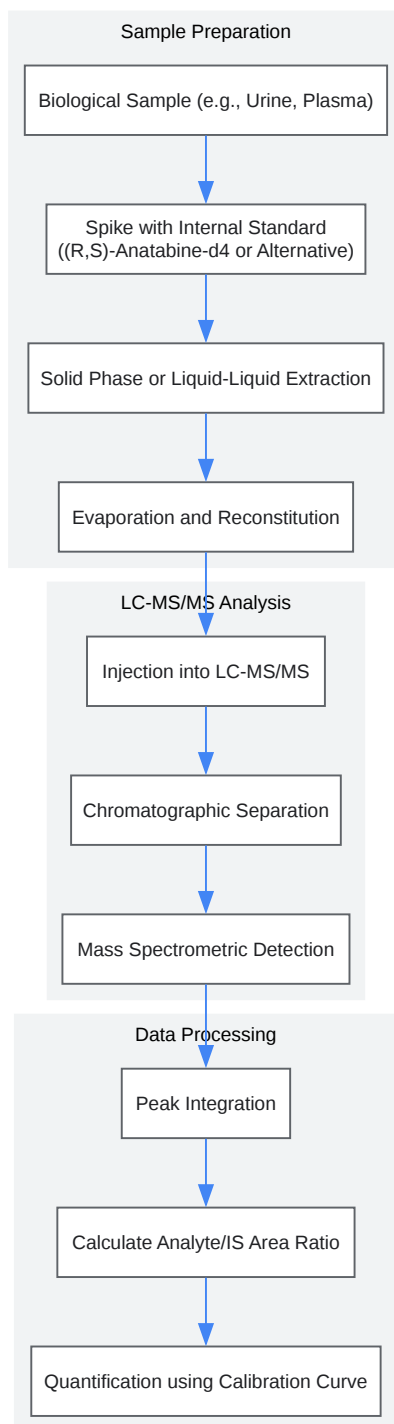 Sample Preparation
Biological Sample (e.g., Urine, Plasma)
Spike with Internal Standard
((R,S)-Anatabine-d4 or Alternative)
Solid Phase or Liquid-Liquid Extraction
Evaporation and Reconstitution
LC-MS/MS Analysis
Injection into LC-MS/MS
Chromatographic Separation
Mass Spectrometric Detection
Data Processing
Peak Integration
Calculate Analyte/IS Area Ratio
Quantification using Calibration Curve